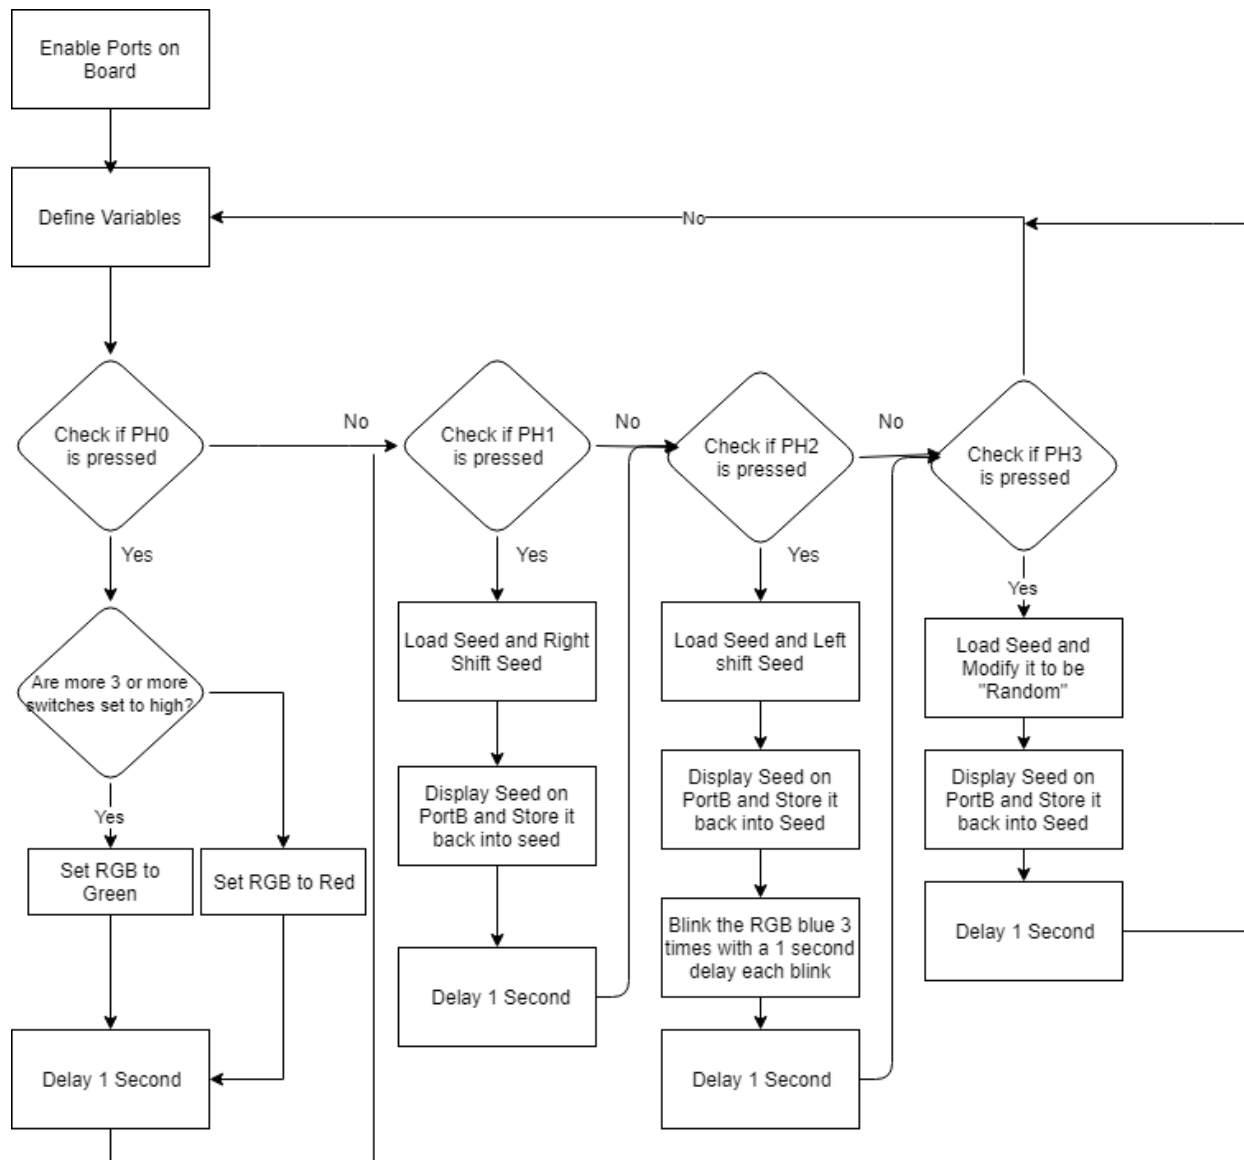 Enable Ports on
Board
Define Variables
No
Check if PH0
is pressed
No
Check if PH1
is pressed
No
Check if PH2
is pressed
No
Check if PH3
is pressed
Yes
Yes
Yes
Yes
Are more 3 or more
switches set to high?
Load Seed and Right
Shift Seed
Load Seed and Left
shift Seed
Load Seed and
Modify it to be
"Random"
Yes
Display Seed on
PortB and Store it
back into seed
Display Seed on
PortB and Store it
back into Seed
Display Seed on
PortB and Store it
back into Seed
Set RGB to
Green
Set RGB to Red
Blink the RGB blue 3
times with a 1 second
delay each blink
Delay 1 Second
Delay 1 Second
Delay 1 Second
Delay 1 Second